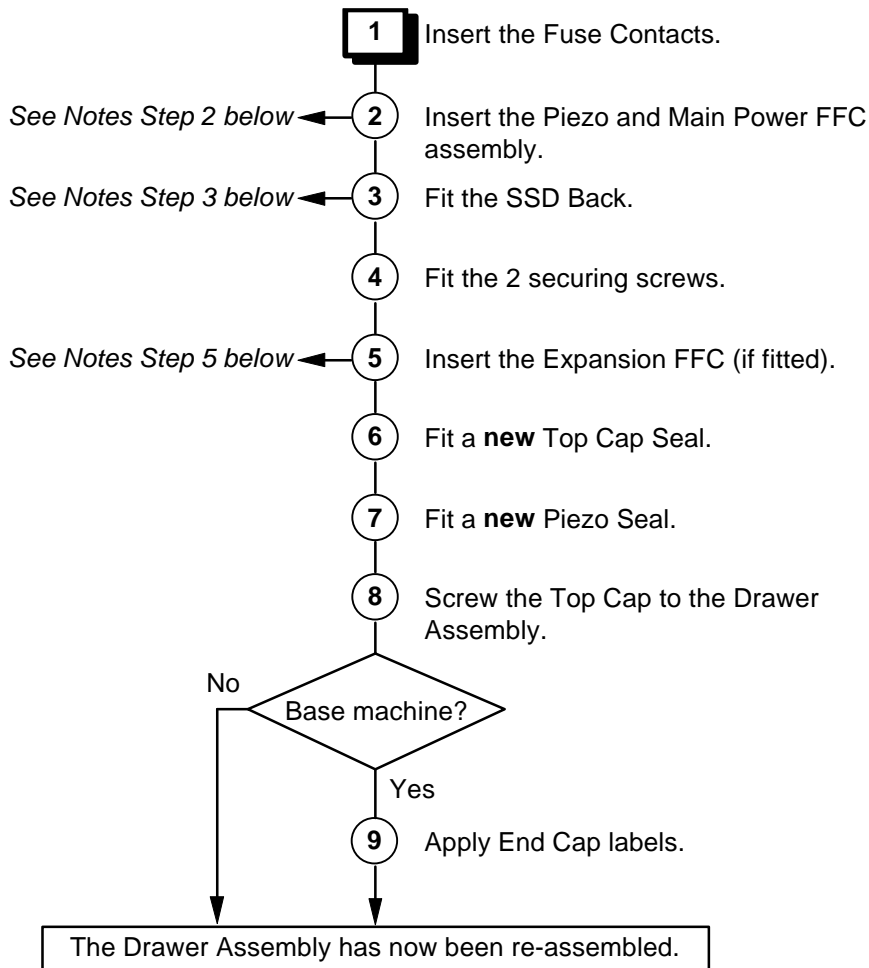 1 Insert the Fuse Contacts.
See Notes Step 2 below 2 Insert the Piezo and Main Power FFC
assembly.
See Notes Step 3 below 3 Fit the SSD Back.
4 Fit the 2 securing screws.
See Notes Step 5 below 5 Insert the Expansion FFC (if fitted).
6 Fit a new Top Cap Seal.
7 Fit a new Piezo Seal.
8 Screw the Top Cap to the Drawer
Assembly.
No
Base machine?
Yes
9 Apply End Cap labels.
The Drawer Assembly has now been re-assembled.